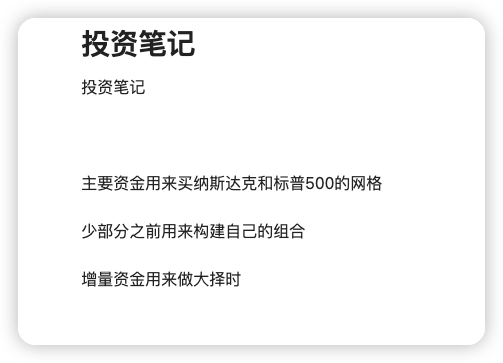 投资笔记
投资笔记
主要资金用来买纳斯达克和标普500的网格
少部分之前用来构建自己的组合
增量资金用来做大择时